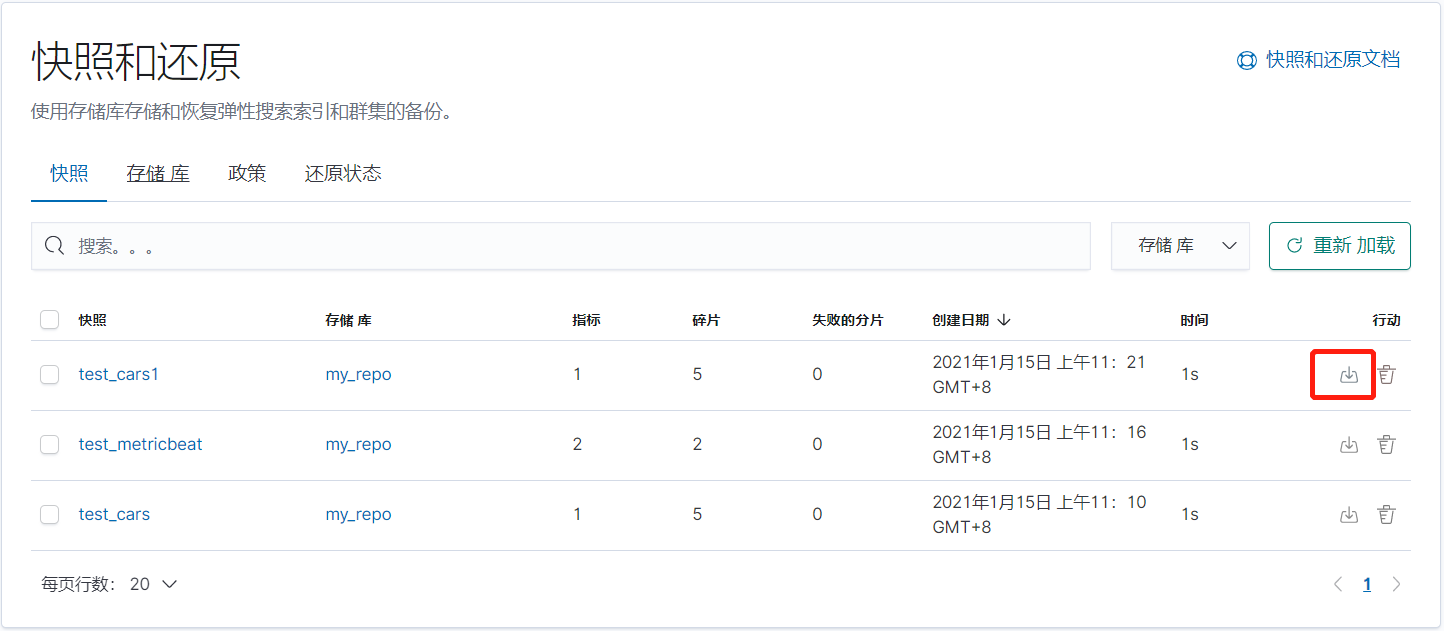 快照和还原
快照和还原文档
使用存储库存储和恢复弹性搜索索引和群集的备份。
快照 存储 库 政策 还原状态
搜索。。。 存储 库 重新 加载
快照 存储 库 指标 碎片 失败的分片 创建日期 时间 行动
test_cars1 my_repo 1 5 0 2021年1月15日 上午11：21 GMT+8 1s
test_metricbeat my_repo 2 2 0 2021年1月15日 上午11：16 GMT+8 1s
test_cars my_repo 1 5 0 2021年1月15日 上午11：10 GMT+8 1s
每页行数： 20 1